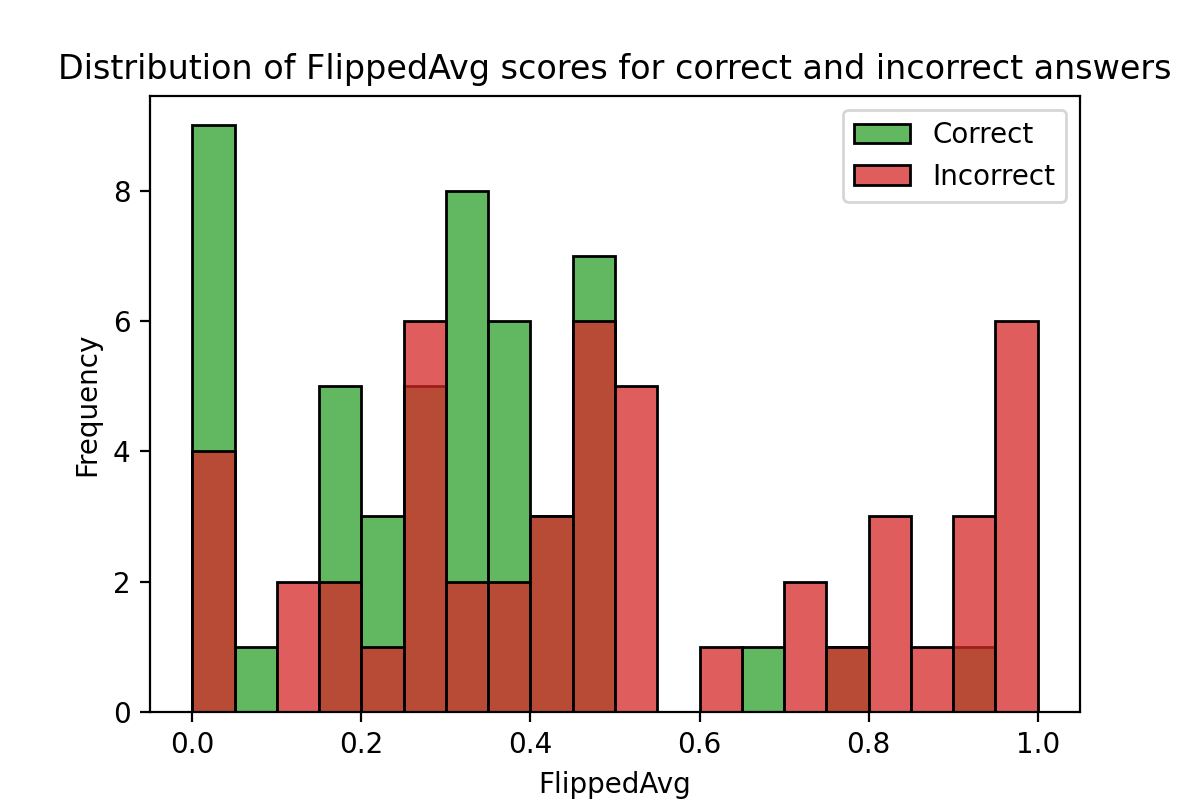 Distribution of FlippedAvg scores for correct and incorrect answers
Correct
Incorrect
8
6
4
2
0
Frequency
0.0 0.2 0.4 0.6 0.8 1.0
FlippedAvg